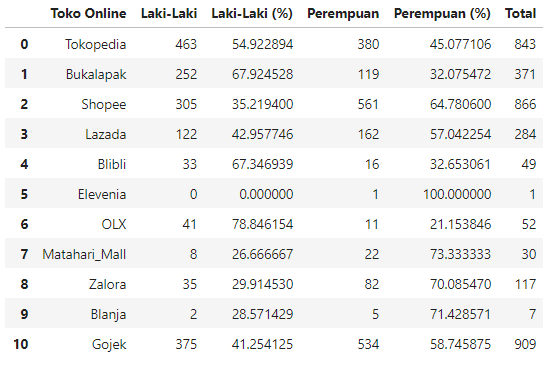 Toko Online Laki-Laki Laki-Laki (%) Perempuan Perempuan (%) Total
0 Tokopedia 463 54.922894 380 45.077106 843
1 Bukalapak 252 67.924528 119 32.075472 371
2 Shopee 305 35.219400 561 64.780600 866
3 Lazada 122 42.957746 162 57.042254 284
4 Blibli 33 67.346939 16 32.653061 49
5 Elevenia 0 0.000000 1 100.000000 1
6 OLX 41 78.846154 11 21.153846 52
7 Matahari_Mall 8 26.666667 22 73.333333 30
8 Zalora 35 29.914530 82 70.085470 117
9 Blanja 2 28.571429 5 71.428571 7
10 Gojek 375 41.254125 534 58.745875 909